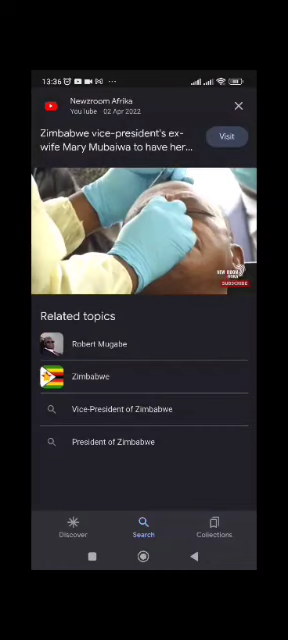 13:36
Newzroom Afrika
YouTube · 02 Apr 2022
Zimbabwe vice-president's ex-
wife Mary Mubaiwa to have her...
Visit
SUBSCRIBE
Related topics
Robert Mugabe
Zimbabwe
Vice-President of Zimbabwe
President of Zimbabwe
Discover
Search
Collections